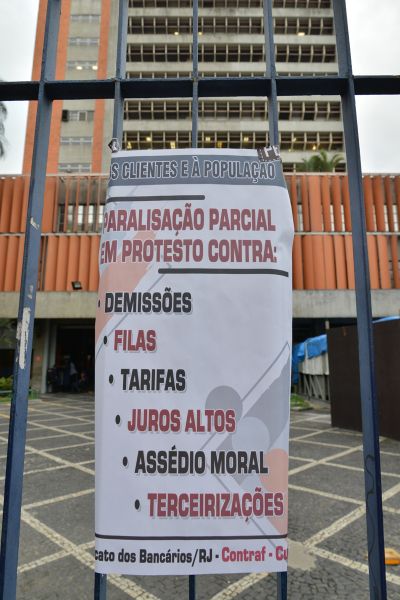 S CLIENTES E À POPULAÇÃO
PARALISAÇÃO PARCIAL
EM PROTESTO CONTRA:
• DEMISSÕES
• FILAS
• TARIFAS
• JUROS ALTOS
• ASSÉDIO MORAL
• TERCEIRIZAÇÕES
cato dos Bancários/RJ - Contraf - Cu